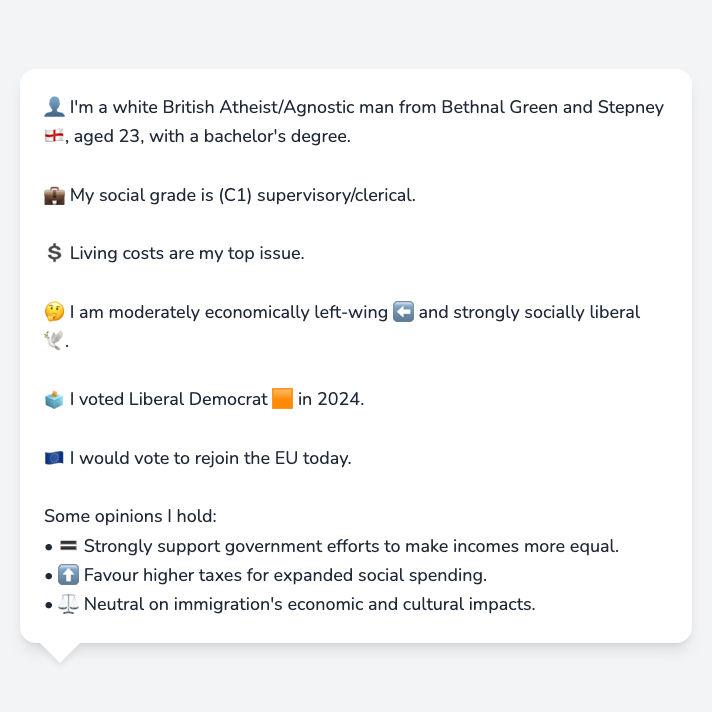 👤 I'm a white British Atheist/Agnostic man from Bethnal Green and Stepney
🏴󠁧󠁢󠁥󠁮󠁧󠁿, aged 23, with a bachelor's degree.
💼 My social grade is (C1) supervisory/clerical.
💲 Living costs are my top issue.
🤔 I am moderately economically left-wing ⬅️ and strongly socially liberal
🕊️.
🗳️ I voted Liberal Democrat 🟧 in 2024.
🇪🇺 I would vote to rejoin the EU today.
Some opinions I hold:
• 🟰 Strongly support government efforts to make incomes more equal.
• ⬆️ Favour higher taxes for expanded social spending.
• ⚖️ Neutral on immigration's economic and cultural impacts.